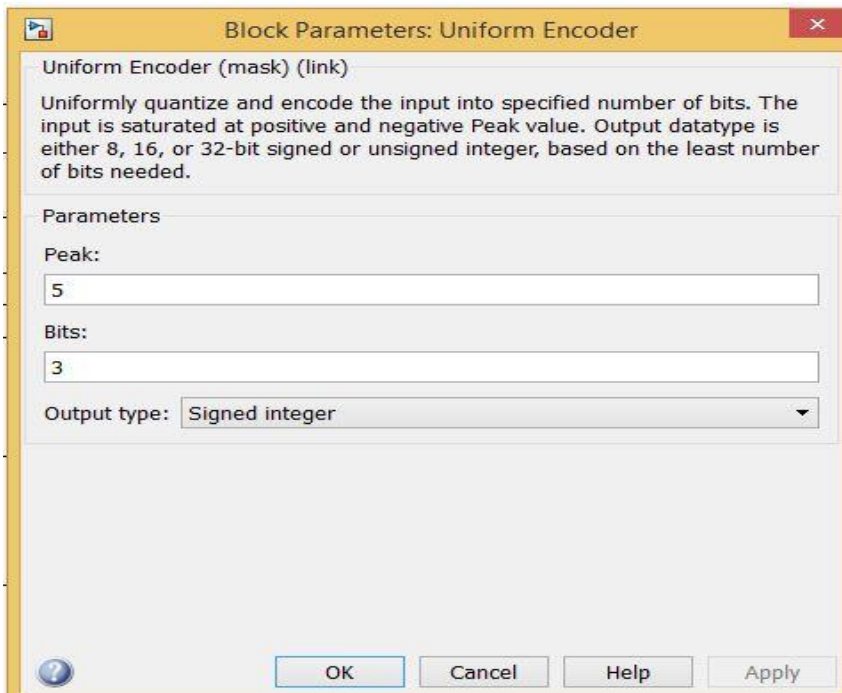 Block Parameters: Uniform Encoder
×
Uniform Encoder (mask) (link)
Uniformly quantize and encode the input into specified number of bits. The
input is saturated at positive and negative Peak value. Output datatype is
either 8, 16, or 32-bit signed or unsigned integer, based on the least number
of bits needed.
Parameters
Peak:
5
Bits:
3
Output type: Signed integer
? OK Cancel Help Apply